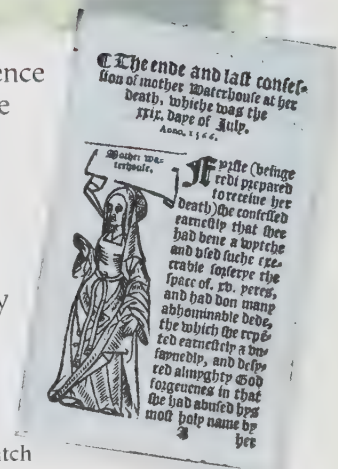 ence
e
y
tch
❡ The ende and last confes-
sion of mother Waterhouse at her
death, whiche was the
xxix. daye of July.
Anno. 1566.
Mother wa-
terhouse.
Fyrste (beinge
redi prepared
to receiue her
death) she confessed
earnestly that shee
had bene a wytche
and vsed suche exe-
crable sorserye the
space of. xv. yeres,
and had don many
abhominable dede,
the which she repē-
ted earnestely & vn-
faynedly, and desy-
red almyghty God
forgeuenes in that
she had abused hys
most holy name by
her